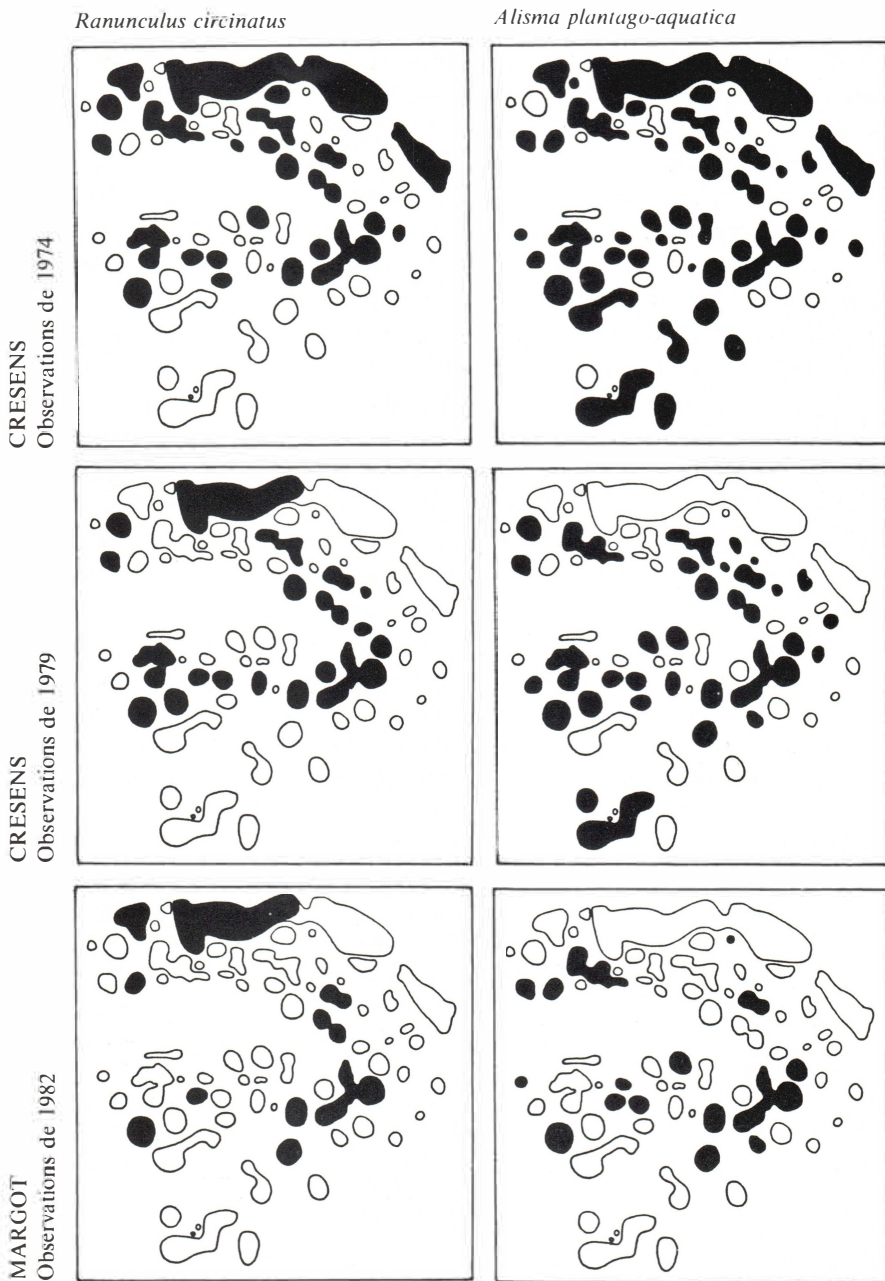 Ranunculus circinatus
Alisma plantago-aquatica
CRESENS
Observations de 1974
CRESENS
Observations de 1979
MARGOT
Observations de 1982